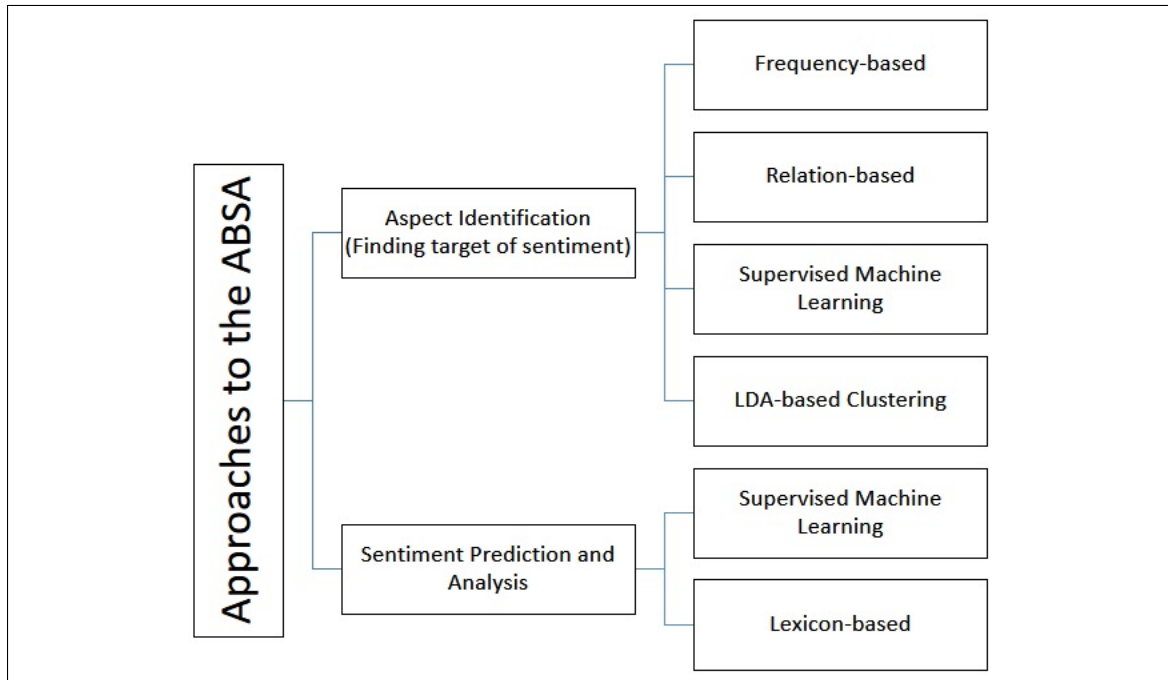 Approaches to the ABSA
Aspect Identification
(Finding target of sentiment)
Frequency-based
Relation-based
Supervised Machine
Learning
LDA-based Clustering
Sentiment Prediction and
Analysis
Supervised Machine
Learning
Lexicon-based